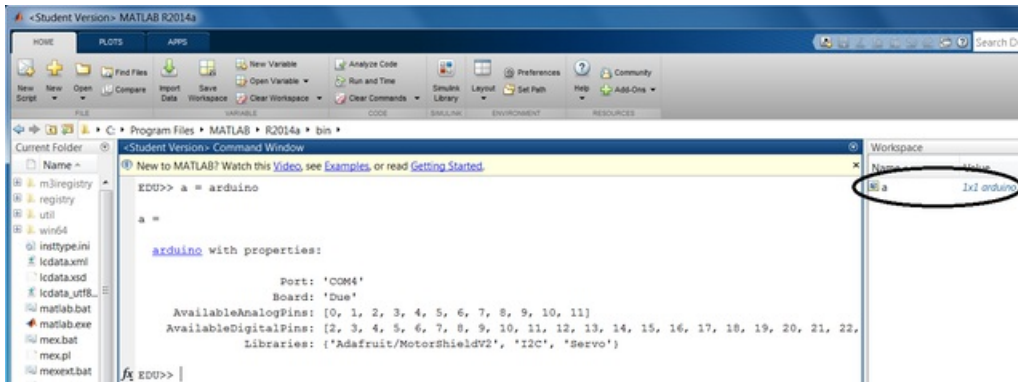 <Student Version> MATLAB R2014a
HOME PLOTS APPS
Search D
New Script
New
Open
Find Files
Compare
Import Data
Save Workspace
New Variable
Open Variable
Clear Workspace
Analyze Code
Run and Time
Clear Commands
Simulink Library
Layout
Preferences
Set Path
Help
Community
Add-Ons
FILE VARIABLE CODE SIMULINK ENVIRONMENT RESOURCES
C: Program Files MATLAB R2014a bin
Current Folder
Name
m3iregistry
registry
util
win64
insttype.ini
lcdata.xml
lcdata.xsd
lcdata_utf8...
matlab.bat
matlab.exe
mex.bat
mex.pl
mexext.bat
<Student Version> Command Window
New to MATLAB? Watch this Video, see Examples, or read Getting Started.
EDU>> a = arduino
a =
arduino with properties:
Port: 'COM4'
Board: 'Due'
AvailableAnalogPins: [0, 1, 2, 3, 4, 5, 6, 7, 8, 9, 10, 11]
AvailableDigitalPins: [2, 3, 4, 5, 6, 7, 8, 9, 10, 11, 12, 13, 14, 15, 16, 17, 18, 19, 20, 21, 22,
Libraries: {'Adafruit/MotorShieldV2', 'I2C', 'Servo'}
fx EDU>>
Workspace
Name Value
a 1x1 arduino